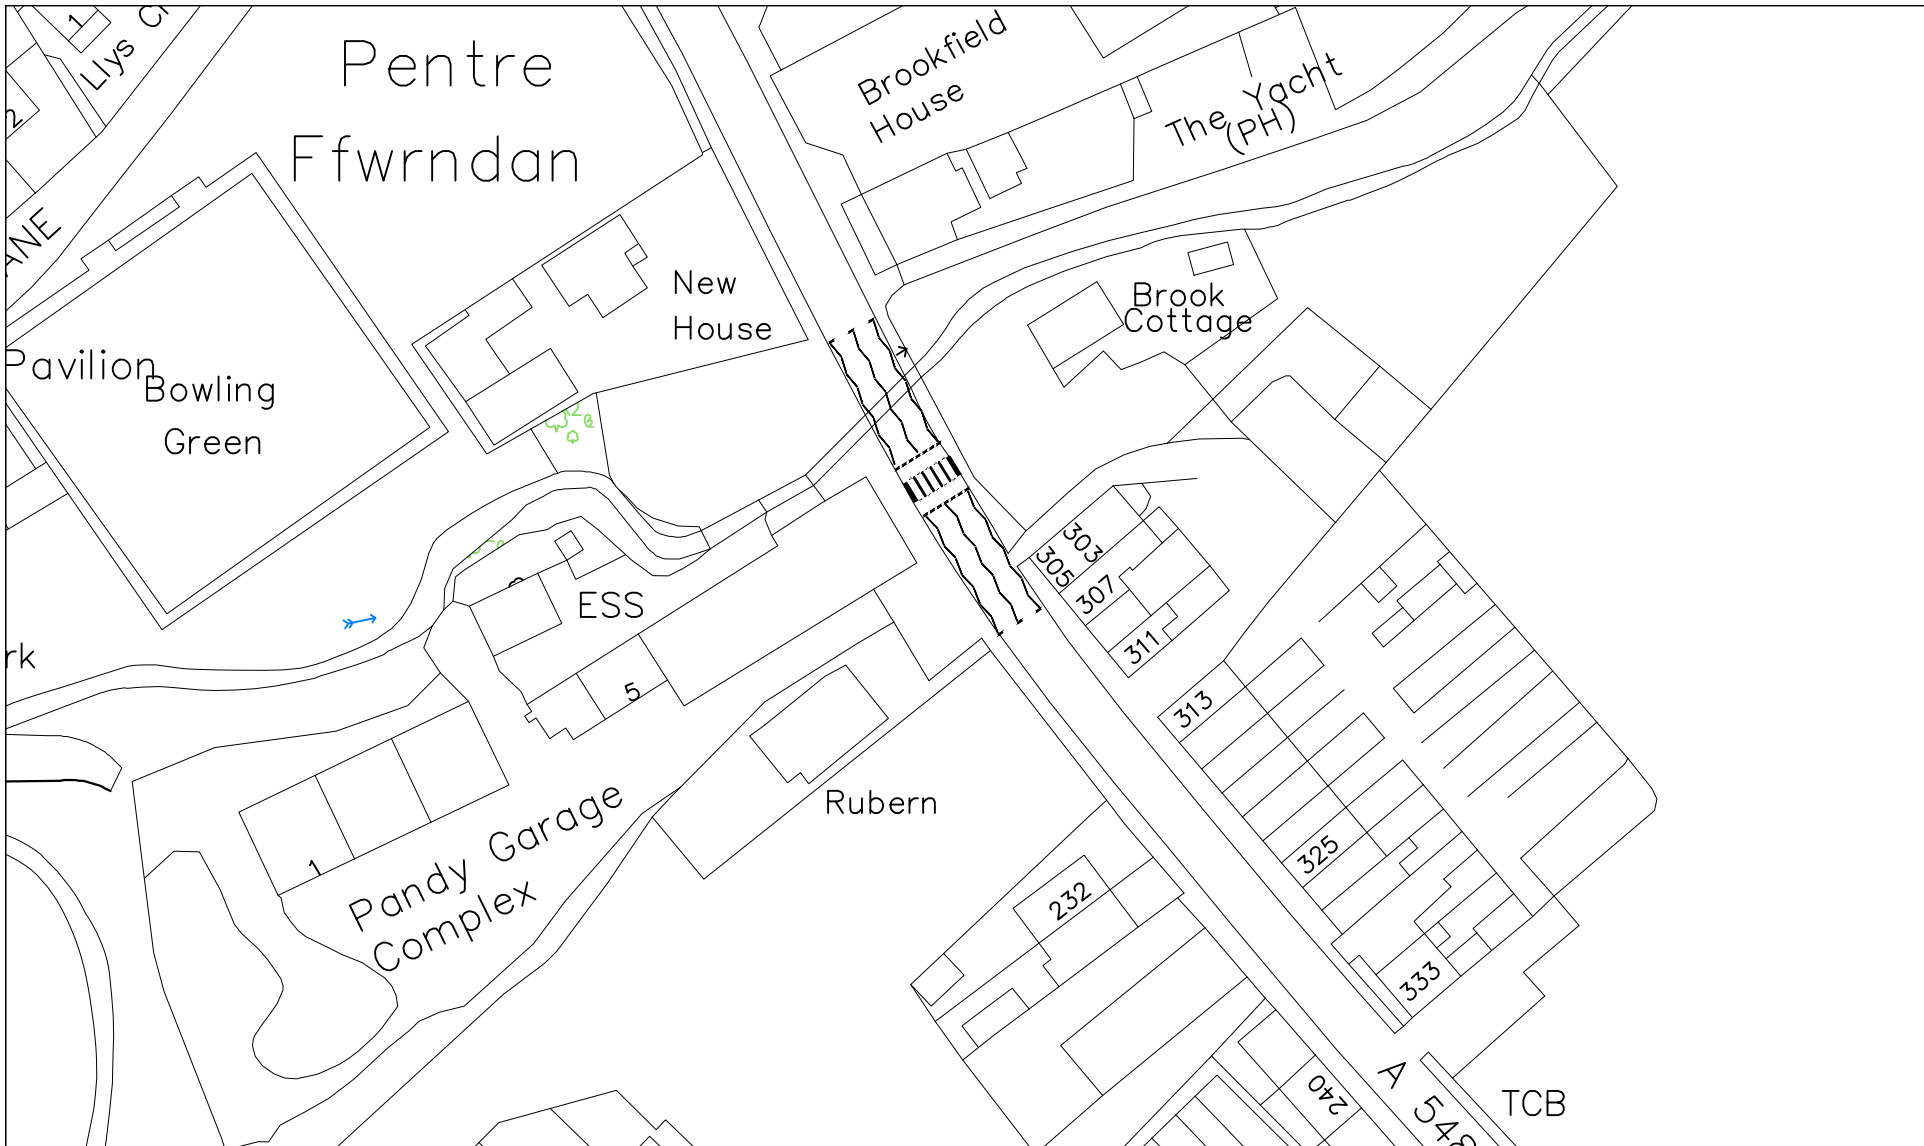 1
Llys
2
Pentre
Ffwrndan
Brookfield
House
The Yacht
(PH)
ANE
New
House
Brook
Cottage
Pavilion
Bowling
Green
303
305
307
311
ESS
rk
5
313
Rubern
325
1
Pandy Garage
Complex
232
333
240
A 548
TCB